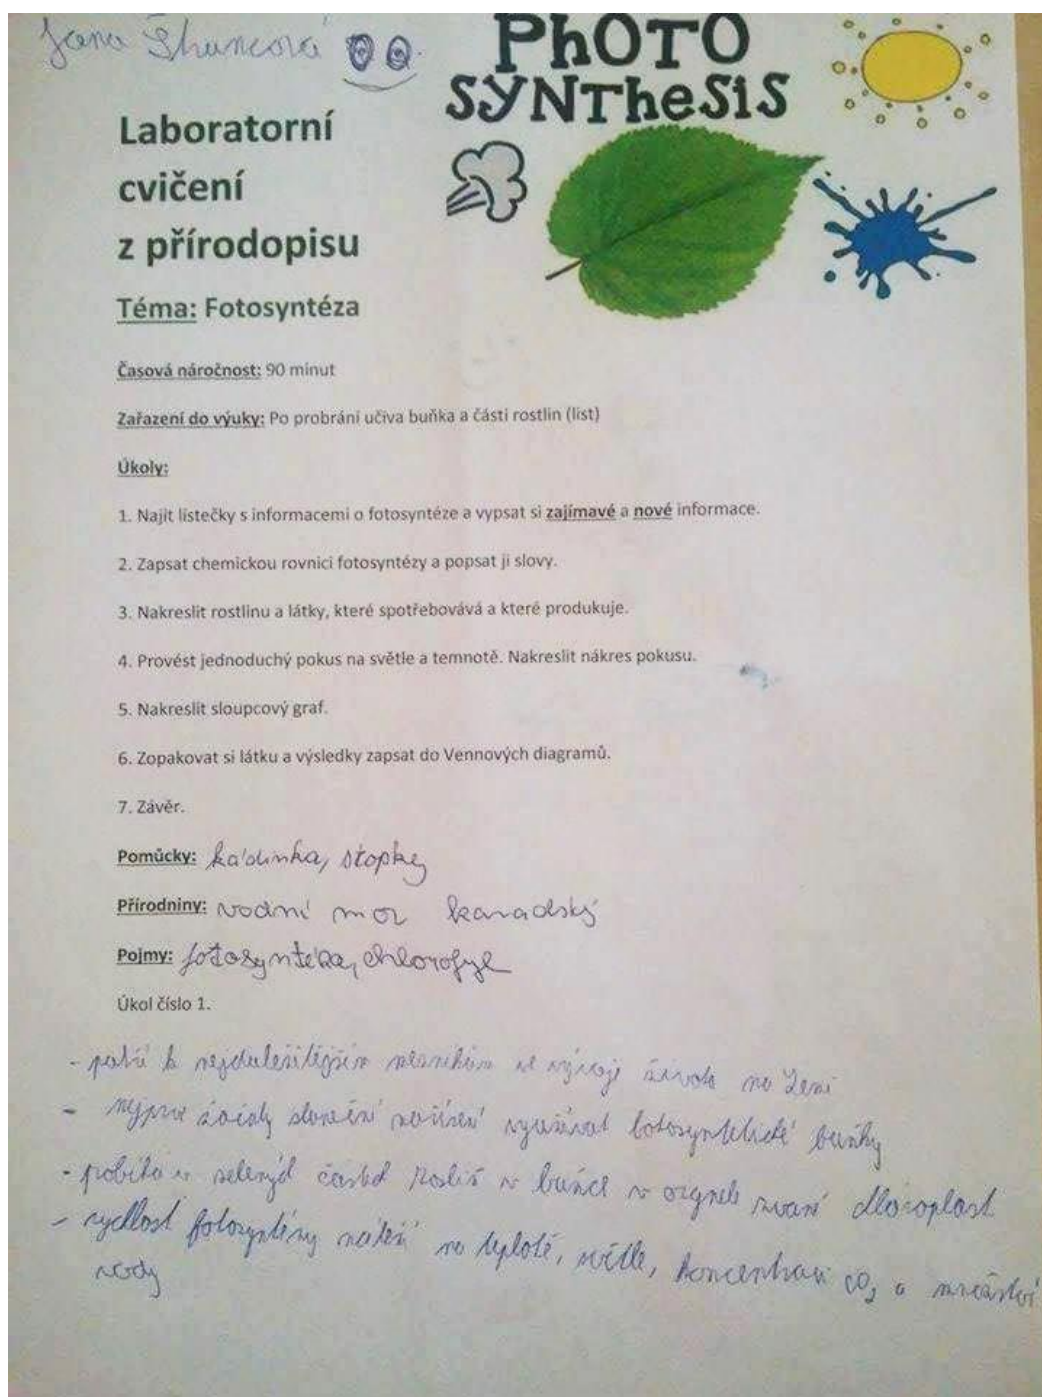 Jana
PhOTO
SYNTheSiS
Laboratorní
cvičení
z přírodopisu
Téma: Fotosyntéza
Časová náročnost: 90 minut
Zařazení do výuky: Po probrání učiva buňka a části rostlin (list)
Úkoly:
1. Najít lístečky s informacemi o fotosyntéze a vypsat si zajímavé a nové informace.
2. Zapsat chemickou rovnici fotosyntézy a popsat ji slovy.
3. Nakreslit rostlinu a látky, které spotřebovává a které produkuje.
4. Provést jednoduchý pokus na světle a temnotě. Nakreslit nákres pokusu.
5. Nakreslit sloupcový graf.
6. Zopakovat si látku a výsledky zapsat do Vennových diagramů.
7. Závěr.
Pomůcky: kádinka, stopky
Přírodniny: vodní mor kanadský
Pojmy: fotosyntéza, chlorofyl
Úkol číslo 1.
- patří k nejdůležitějším ve vývoji života na Zemi
- nejprve začaly sluneční záření využívat fotosyntetické buňky
- probíhá v zelených části rostlin v buňce v zvané chloroplast
- rychlost fotosyntézy záleží na teplotě, světle, koncentraci CO2 a množství
vody